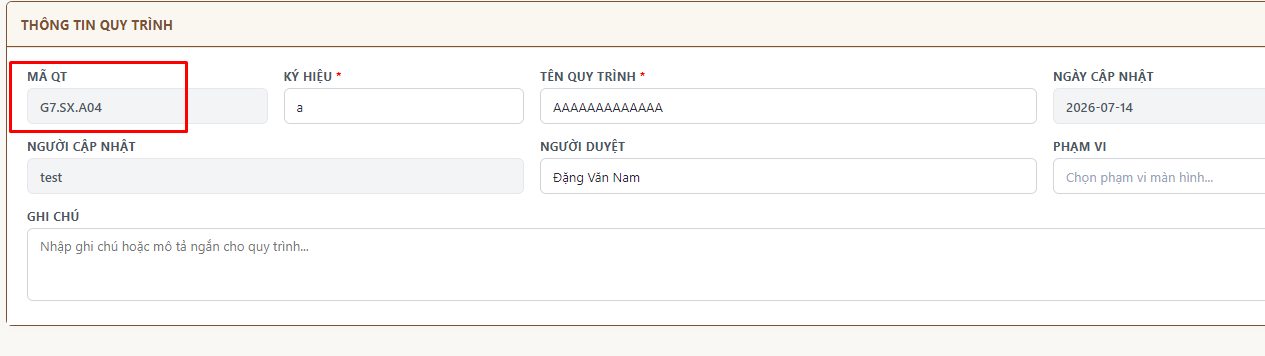 THÔNG TIN QUY TRÌNH
MÃ QT KÝ HIỆU * TÊN QUY TRÌNH * NGÀY CẬP NHẬT
G7.SX.A04 a AAAAAAAAAAAAA 2026-07-14
NGƯỜI CẬP NHẬT NGƯỜI DUYỆT PHẠM VI
test Đặng Văn Nam Chọn phạm vi màn hình...
GHI CHÚ
Nhập ghi chú hoặc mô tả ngắn cho quy trình...